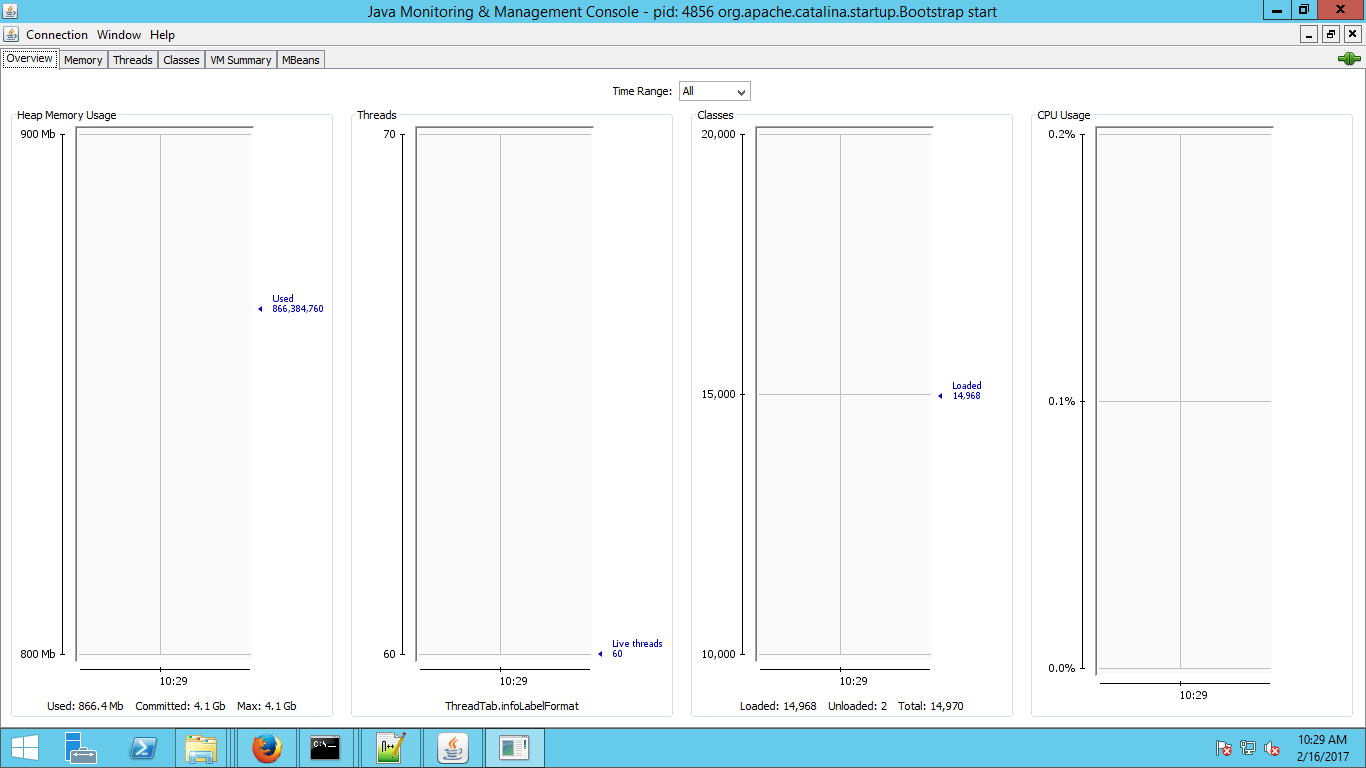 Java Monitoring & Management Console - pid: 4856 org.apache.catalina.startup.Bootstrap start
Connection Window Help
Overview Memory Threads Classes VM Summary MBeans
Time Range: All
Heap Memory Usage
900 Mb
Used
866,384,760
800 Mb
10:29
Used: 866.4 Mb Committed: 4.1 Gb Max: 4.1 Gb
Threads
70
Live threads
60
60
10:29
ThreadTab.infoLabelFormat
Classes
20,000
Loaded
15,000
14,968
10,000
10:29
Loaded: 14,968 Unloaded: 2 Total: 14,970
CPU Usage
0.2%
0.1%
0.0%
10:29
C:\_
10:29 AM
2/16/2017